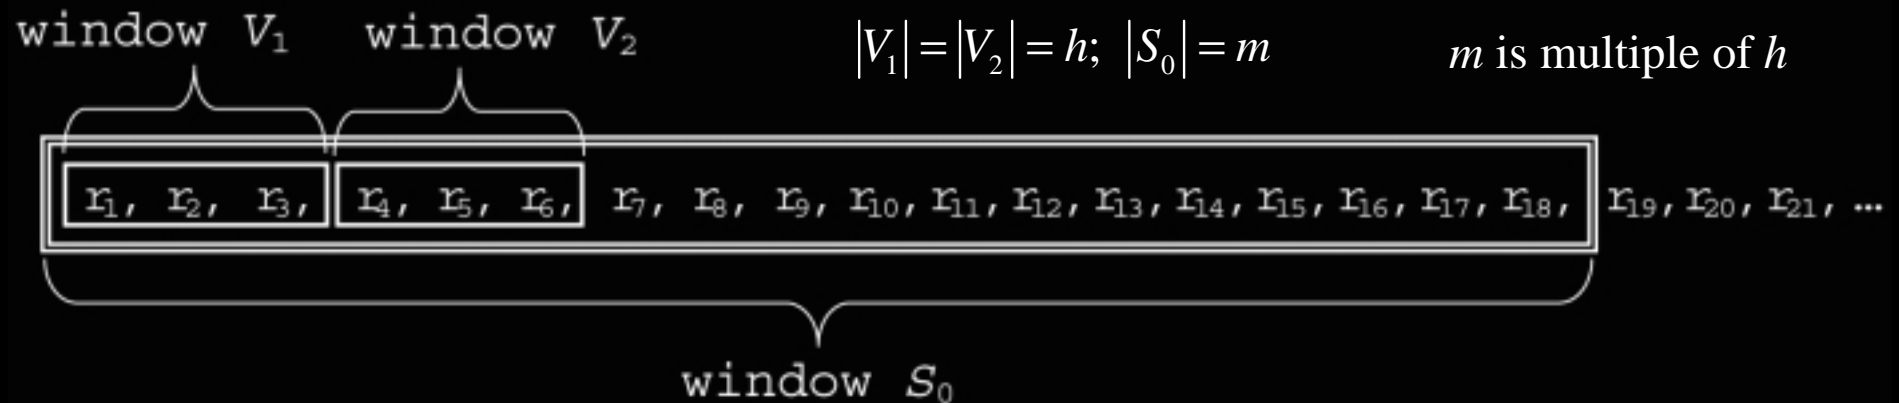 window V₁ window V₂ |V₁| = |V₂| = h; |S₀| = m m is multiple of h
r₁, r₂, r₃, r₄, r₅, r₆, r₇, r₈, r₉, r₁₀, r₁₁, r₁₂, r₁₃, r₁₄, r₁₅, r₁₆, r₁₇, r₁₈, r₁₉, r₂₀, r₂₁, …
window S₀